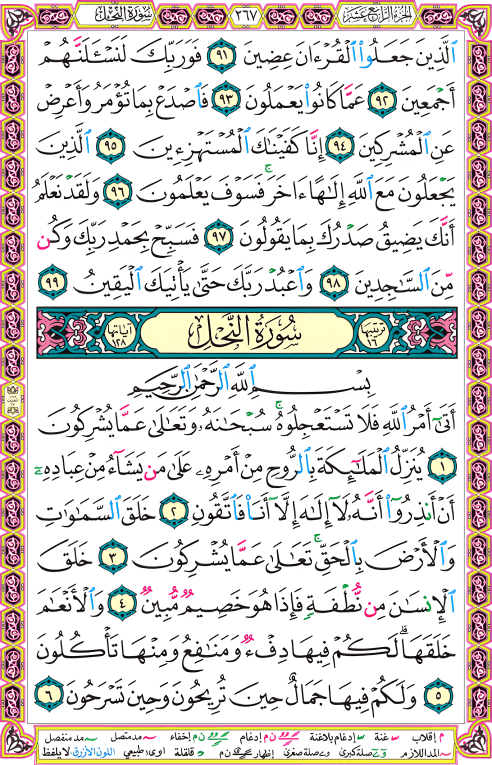 الجزء الرابع عشر ٢٦٧ سورة النحل
ٱلَّذِينَ جَعَلُوا۟ ٱلْقُرْءَانَ عِضِينَ ٩١ فَوَرَبِّكَ لَنَسْـَٔلَنَّهُمْ
أَجْمَعِينَ ٩٢ عَمَّا كَانُوا۟ يَعْمَلُونَ ٩٣ فَٱصْدَعْ بِمَا تُؤْمَرُ وَأَعْرِضْ
عَنِ ٱلْمُشْرِكِينَ ٩٤ إِنَّا كَفَيْنَـٰكَ ٱلْمُسْتَهْزِءِينَ ٩٥ ٱلَّذِينَ
يَجْعَلُونَ مَعَ ٱللَّهِ إِلَـٰهًا ءَاخَرَ ۚ فَسَوْفَ يَعْلَمُونَ ٩٦ وَلَقَدْ نَعْلَمُ
أَنَّكَ يَضِيقُ صَدْرُكَ بِمَا يَقُولُونَ ٩٧ فَسَبِّحْ بِحَمْدِ رَبِّكَ وَكُن
مِّنَ ٱلسَّـٰجِدِينَ ٩٨ وَٱعْبُدْ رَبَّكَ حَتَّىٰ يَأْتِيَكَ ٱلْيَقِينُ ٩٩
ترتيبها ١٦ سُورَةُ النَّحْلِ آياتها ١٢٨
بِسْمِ ٱللَّهِ ٱلرَّحْمَـٰنِ ٱلرَّحِيمِ
أَتَىٰٓ أَمْرُ ٱللَّهِ فَلَا تَسْتَعْجِلُوهُ ۚ سُبْحَـٰنَهُۥ وَتَعَـٰلَىٰ عَمَّا يُشْرِكُونَ
١ يُنَزِّلُ ٱلْمَلَـٰٓئِكَةَ بِٱلرُّوحِ مِنْ أَمْرِهِۦ عَلَىٰ مَن يَشَآءُ مِنْ عِبَادِهِۦٓ
أَنْ أَنذِرُوٓا۟ أَنَّهُۥ لَآ إِلَـٰهَ إِلَّآ أَنَا۠ فَٱتَّقُونِ ٢ خَلَقَ ٱلسَّمَـٰوَٰتِ
وَٱلْأَرْضَ بِٱلْحَقِّ ۚ تَعَـٰلَىٰ عَمَّا يُشْرِكُونَ ٣ خَلَقَ
ٱلْإِنسَـٰنَ مِن نُّطْفَةٍ فَإِذَا هُوَ خَصِيمٌ مُّبِينٌ ٤ وَٱلْأَنْعَـٰمَ
خَلَقَهَا ۗ لَكُمْ فِيهَا دِفْءٌ وَمَنَـٰفِعُ وَمِنْهَا تَأْكُلُونَ
٥ وَلَكُمْ فِيهَا جَمَالٌ حِينَ تُرِيحُونَ وَحِينَ تَسْرَحُونَ ٦
م إقلاب س غنة س إدغام بلاغنة ن م إدغام ن م إخفاء مد متصل مد منفصل
المد اللازم صلة كبرى صلة صغرى إظهار قلقلة اوى طبيعي اللون الأزرق لا يلفظ